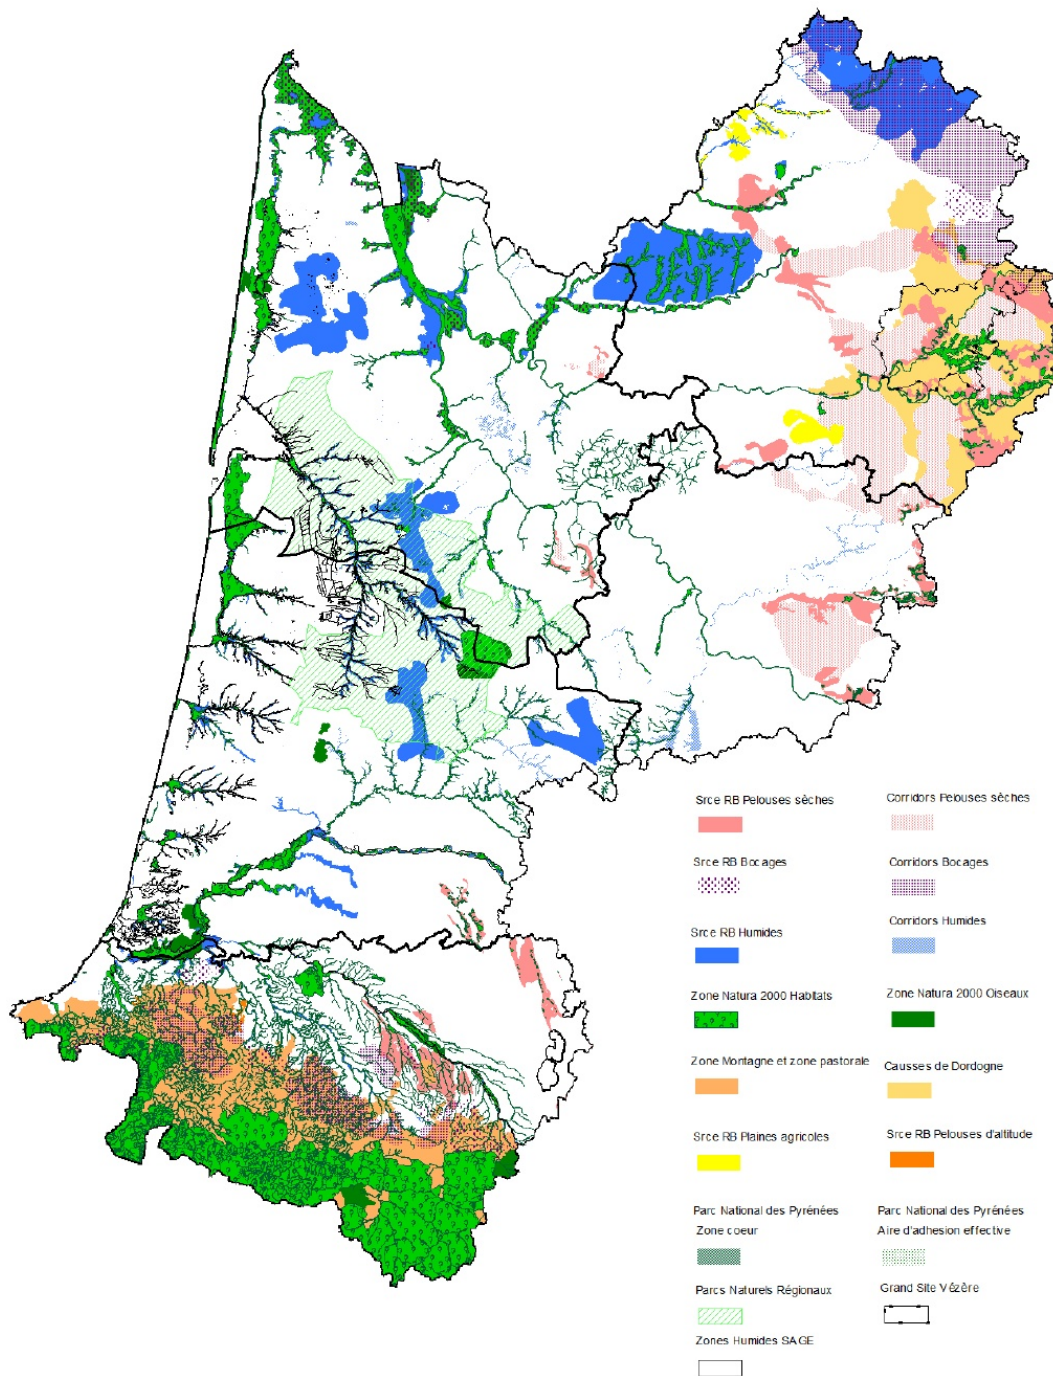 Srce RB Pelouses sèches
Corridors Pelouses sèches
Srce RB Bocages
Corridors Bocages
Srce RB Humides
Corridors Humides
Zone Natura 2000 Habitats
Zone Natura 2000 Oiseaux
Zone Montagne et zone pastorale
Causses de Dordogne
Srce RB Plaines agricoles
Srce RB Pelouses d'altitude
Parc National des Pyrénées
Zone coeur
Parc National des Pyrénées
Aire d'adhesion effective
Parcs Naturels Régionaux
Grand Site Vézère
Zones Humides SAGE